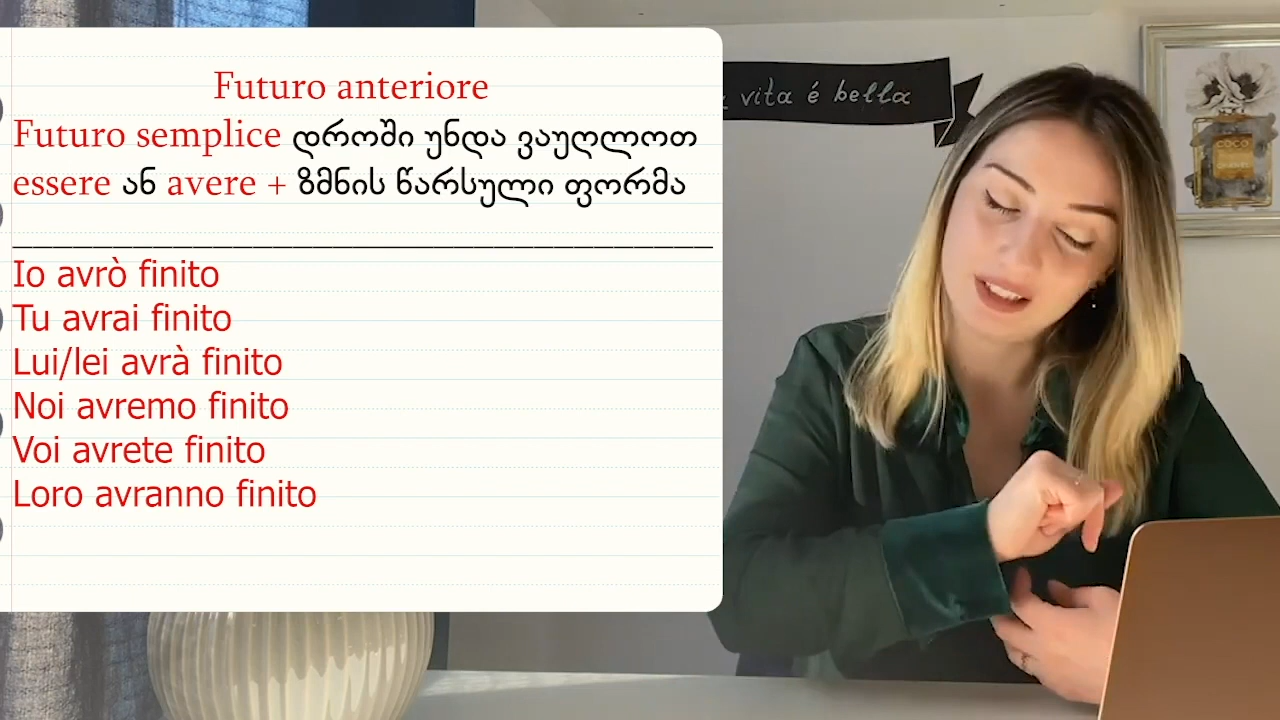 Futuro anteriore
Futuro semplice დროში უნდა ვაუღლოთ
essere ან avere + ზმნის წარსული ფორმა
Io avrò finito
Tu avrai finito
Lui/lei avrà finito
Noi avremo finito
Voi avrete finito
Loro avranno finito
vita é bella
COCO